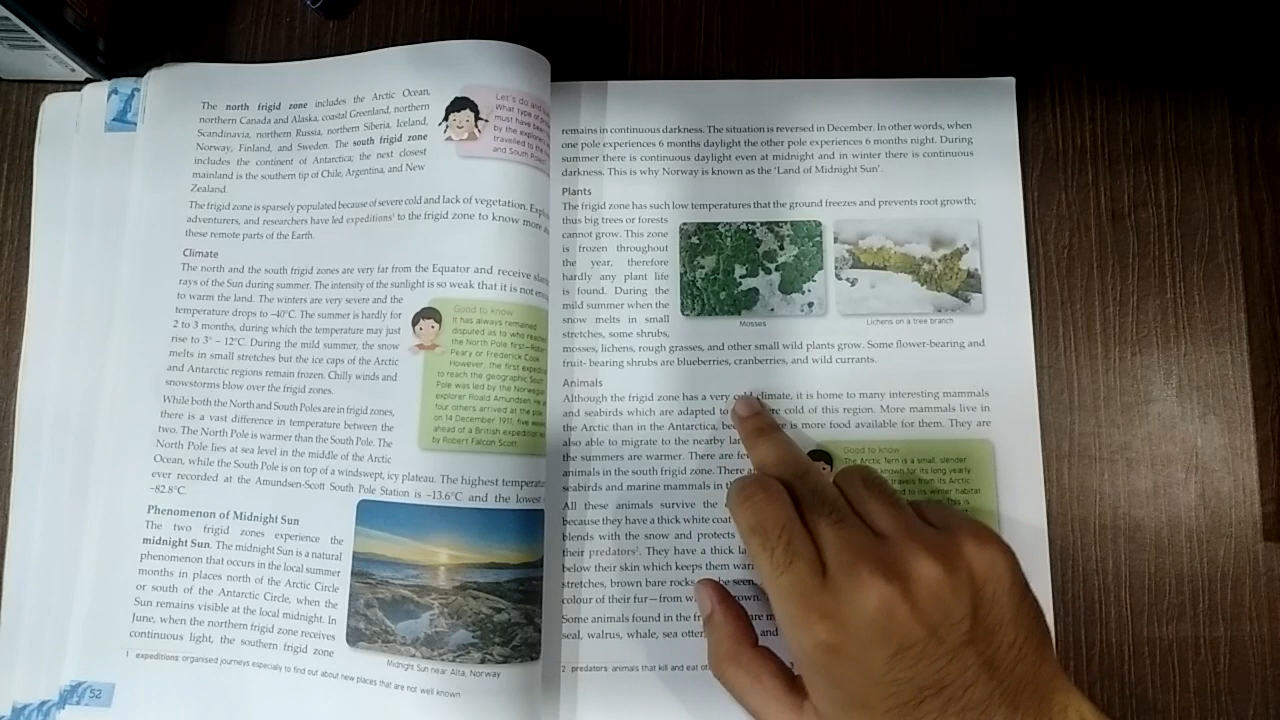 The north frigid zone includes the Arctic Ocean,
northern Canada and Alaska, coastal Greenland, northern
Scandinavia, northern Russia, northern Siberia, Iceland,
Norway, Finland, and Sweden. The south frigid zone
includes the continent of Antarctica; the next closest
mainland is the southern tip of Chile, Argentina, and New
Zealand.
Let's do and
What type of
must have been
by the explorers
travelled to the
and South Poles
The frigid zone is sparsely populated because of severe cold and lack of vegetation.
adventurers, and researchers have led expeditions¹ to the frigid zone to know more
these remote parts of the Earth.
Climate
The north and the south frigid zones are very far from the Equator and receive
rays of the Sun during summer. The intensity of the sunlight is so weak that it is not
to warm the land. The winters are very severe and the
temperature drops to –40°C. The summer is hardly for
2 to 3 months, during which the temperature may just
rise to 3° – 12°C. During the mild summer, the snow
melts in small stretches but the ice caps of the Arctic
and Antarctic regions remain frozen. Chilly winds and
snowstorms blow over the frigid zones.
Good to know
It has always remained
disputed as to who
the North Pole first—
Peary or Frederick Cook.
However, the first
to reach the geographic
Pole was led by the
explorer Roald Amundsen.
four others arrived at the
on 14 December 1911, five
ahead of a British expedition
by Robert Falcon Scott.
While both the North and South Poles are in frigid zones,
there is a vast difference in temperature between the
two. The North Pole is warmer than the South Pole. The
North Pole lies at sea level in the middle of the Arctic
Ocean, while the South Pole is on top of a windswept, icy plateau. The highest
ever recorded at the Amundsen-Scott South Pole Station is –13.6°C and the lowest
–82.8°C.
Phenomenon of Midnight Sun
The two frigid zones experience the
midnight Sun. The midnight Sun is a natural
phenomenon that occurs in the local summer
months in places north of the Arctic Circle
or south of the Antarctic Circle, when the
Sun remains visible at the local midnight. In
June, when the northern frigid zone receives
continuous light, the southern frigid zone
Midnight Sun near Alta, Norway
1 expeditions: organised journeys especially to find out about new places that are not well known
52
remains in continuous darkness. The situation is reversed in December. In other words, when
one pole experiences 6 months daylight the other pole experiences 6 months night. During
summer there is continuous daylight even at midnight and in winter there is continuous
darkness. This is why Norway is known as the 'Land of Midnight Sun'.
Plants
The frigid zone has such low temperatures that the ground freezes and prevents root growth;
thus big trees or forests
cannot grow. This zone
is frozen throughout
the year, therefore
hardly any plant life
is found. During the
mild summer when the
snow melts in small
stretches, some shrubs,
Mosses
Lichens on a tree branch
mosses, lichens, rough grasses, and other small wild plants grow. Some flower-bearing and
fruit- bearing shrubs are blueberries, cranberries, and wild currants.
Animals
Although the frigid zone has a very cold climate, it is home to many interesting mammals
and seabirds which are adapted to cold of this region. More mammals live in
the Arctic than in the Antarctica, is more food available for them. They are
also able to migrate to the nearby
the summers are warmer. There are
animals in the south frigid zone. There
seabirds and marine mammals in
Good to know
The Arctic Tern is a small, slender
known for its long yearly
travels from its Arctic
to its winter habitat
This is
All these animals survive the
because they have a thick white coat
blends with the snow and protects
their predators². They have a thick
below their skin which keeps them
stretches, brown bare rocks be seen
colour of their fur—from
Some animals found in the are
seal, walrus, whale, sea otter, and
2 predators: animals that kill and eat